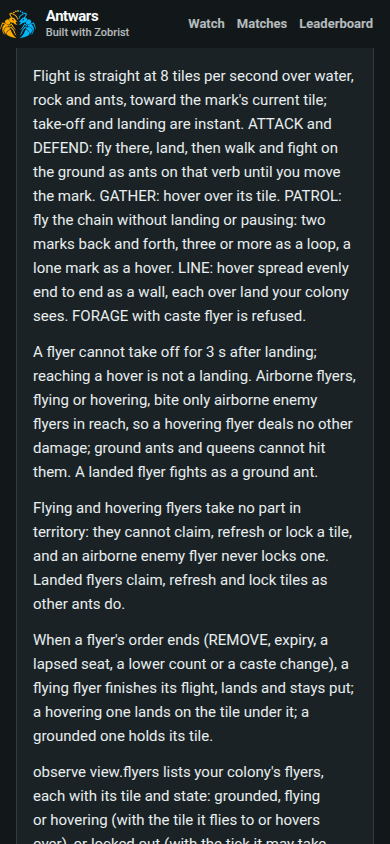 Antwars
Built with Zobrist
Watch Matches Leaderboard
Flight is straight at 8 tiles per second over water,
rock and ants, toward the mark's current tile;
take-off and landing are instant. ATTACK and
DEFEND: fly there, land, then walk and fight on
the ground as ants on that verb until you move
the mark. GATHER: hover over its tile. PATROL:
fly the chain without landing or pausing: two
marks back and forth, three or more as a loop, a
lone mark as a hover. LINE: hover spread evenly
end to end as a wall, each over land your colony
sees. FORAGE with caste flyer is refused.
A flyer cannot take off for 3 s after landing;
reaching a hover is not a landing. Airborne flyers,
flying or hovering, bite only airborne enemy
flyers in reach, so a hovering flyer deals no other
damage; ground ants and queens cannot hit
them. A landed flyer fights as a ground ant.
Flying and hovering flyers take no part in
territory: they cannot claim, refresh or lock a tile,
and an airborne enemy flyer never locks one.
Landed flyers claim, refresh and lock tiles as
other ants do.
When a flyer's order ends (REMOVE, expiry, a
lapsed seat, a lower count or a caste change), a
flying flyer finishes its flight, lands and stays put;
a hovering one lands on the tile under it; a
grounded one holds its tile.
observe view.flyers lists your colony's flyers,
each with its tile and state: grounded, flying
or hovering (with the tile it flies to or hovers
over), or locked out (with the tick it may take